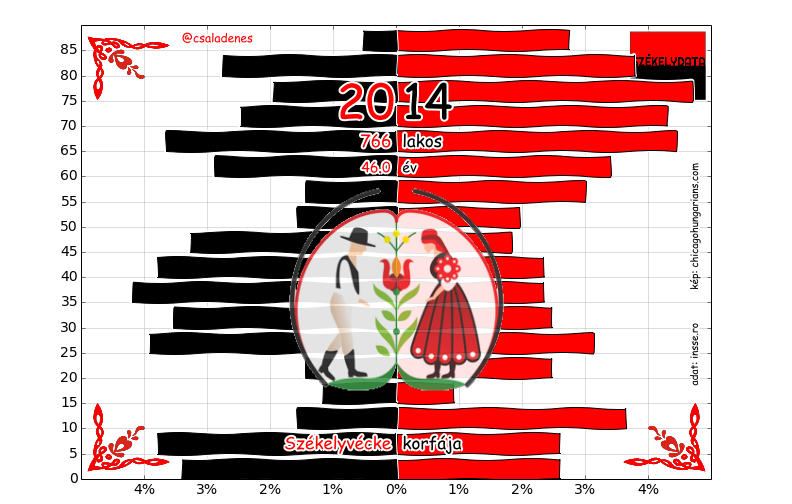 @csaladenes
SZÉKELYDATA
2014
766 lakos
46.0 év
kép: chicagohungarians.com
adat: insse.ro
Székelyvécke korfája
85
80
75
70
65
60
55
50
45
40
35
30
25
20
15
10
5
0
4% 3% 2% 1% 0% 1% 2% 3% 4%